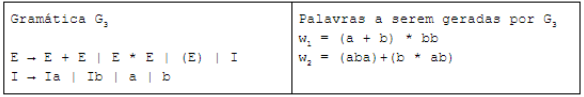 Gramática G₃
E → E + E | E * E | (E) | I
I → Ia | Ib | a | b
Palavras a serem geradas por G₃
w₁ = (a + b) * bb
w₂ = (aba)+(b * ab)